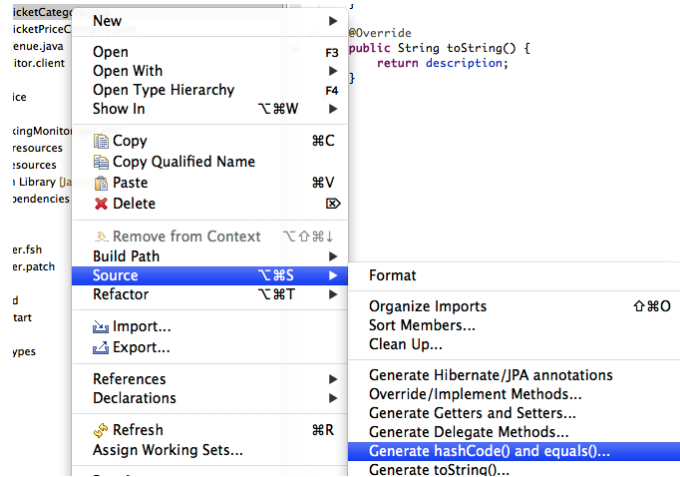 icketCateg
icketPriceC
enue.java
itor.client
ice
kingMonitor
resources
esources
n Library [Ja
pendencies
er.fsh
er.patch
d
tart
ypes
New
Open F3
Open With
Open Type Hierarchy F4
Show In ⌥⌘W
Copy ⌘C
Copy Qualified Name
Paste ⌘V
Delete ⌦
Remove from Context ⌥⇧⌘↓
Build Path
Source ⌥⌘S
Refactor ⌥⌘T
Import...
Export...
References
Declarations
Refresh ⌘R
Assign Working Sets...
}
@Override
public String toString() {
return description;
}
Format
Organize Imports ⇧⌘O
Sort Members...
Clean Up...
Generate Hibernate/JPA annotations
Override/Implement Methods...
Generate Getters and Setters...
Generate Delegate Methods...
Generate hashCode() and equals()...
Generate toString()...